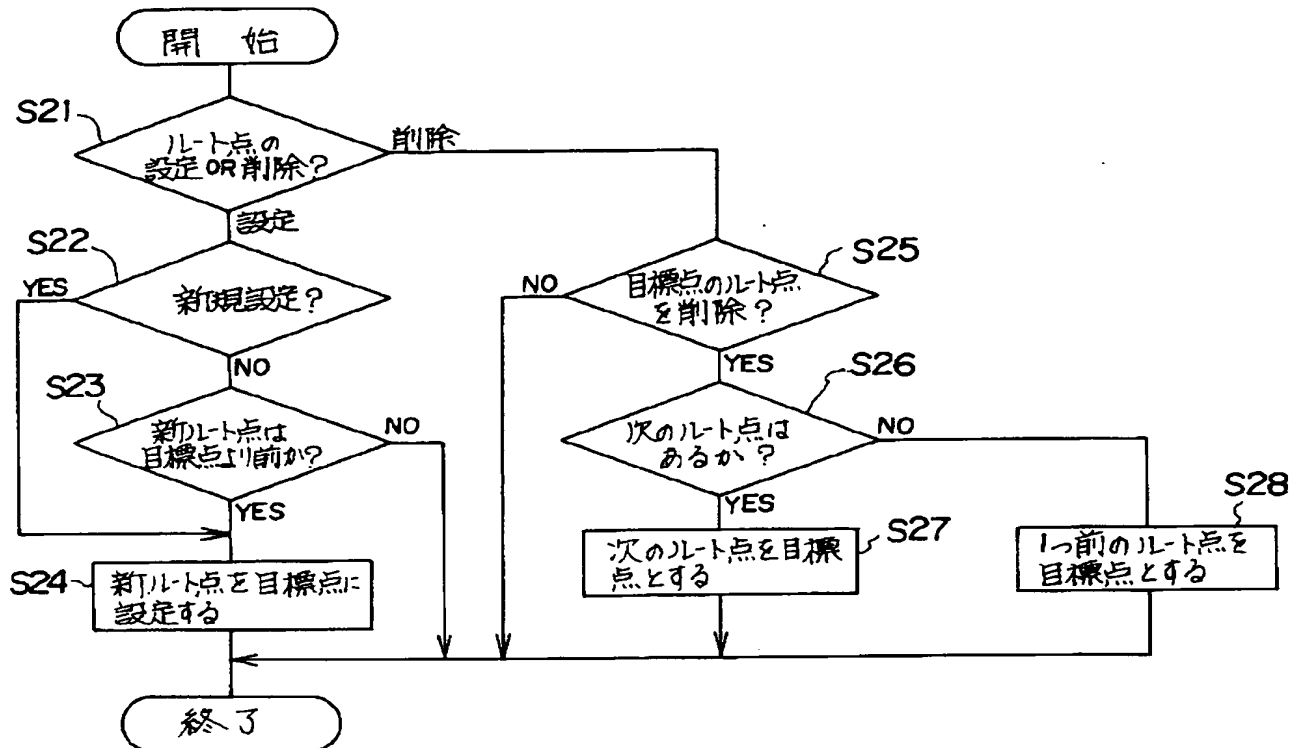 開 始
S21
ルート点の
設定OR削除?
削除
設定
S22
YES
新規設定?
NO
S23
新ルート点は
目標点より前か?
NO
YES
S24
新ルート点を目標点に
設定する
S25
NO
目標点のルート点
を削除?
YES
S26
次のルート点は
あるか?
NO
YES
S27
次のルート点を目標
点とする
S28
1つ前のルート点を
目標点とする
終了